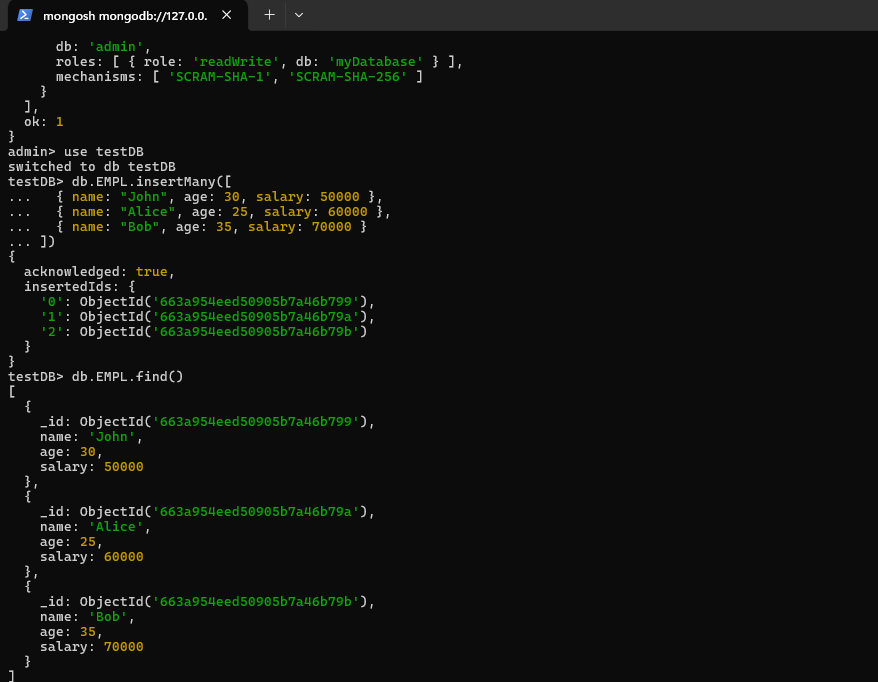 mongosh mongodb://127.0.0.
db: 'admin',
roles: [ { role: 'readWrite', db: 'myDatabase' } ],
mechanisms: [ 'SCRAM-SHA-1', 'SCRAM-SHA-256' ]
}
],
ok: 1
}
admin> use testDB
switched to db testDB
testDB> db.EMPL.insertMany([
... { name: "John", age: 30, salary: 50000 },
... { name: "Alice", age: 25, salary: 60000 },
... { name: "Bob", age: 35, salary: 70000 }
... ])
{
acknowledged: true,
insertedIds: {
'0': ObjectId('663a954eed50905b7a46b799'),
'1': ObjectId('663a954eed50905b7a46b79a'),
'2': ObjectId('663a954eed50905b7a46b79b')
}
}
testDB> db.EMPL.find()
[
{
_id: ObjectId('663a954eed50905b7a46b799'),
name: 'John',
age: 30,
salary: 50000
},
{
_id: ObjectId('663a954eed50905b7a46b79a'),
name: 'Alice',
age: 25,
salary: 60000
},
{
_id: ObjectId('663a954eed50905b7a46b79b'),
name: 'Bob',
age: 35,
salary: 70000
}
]